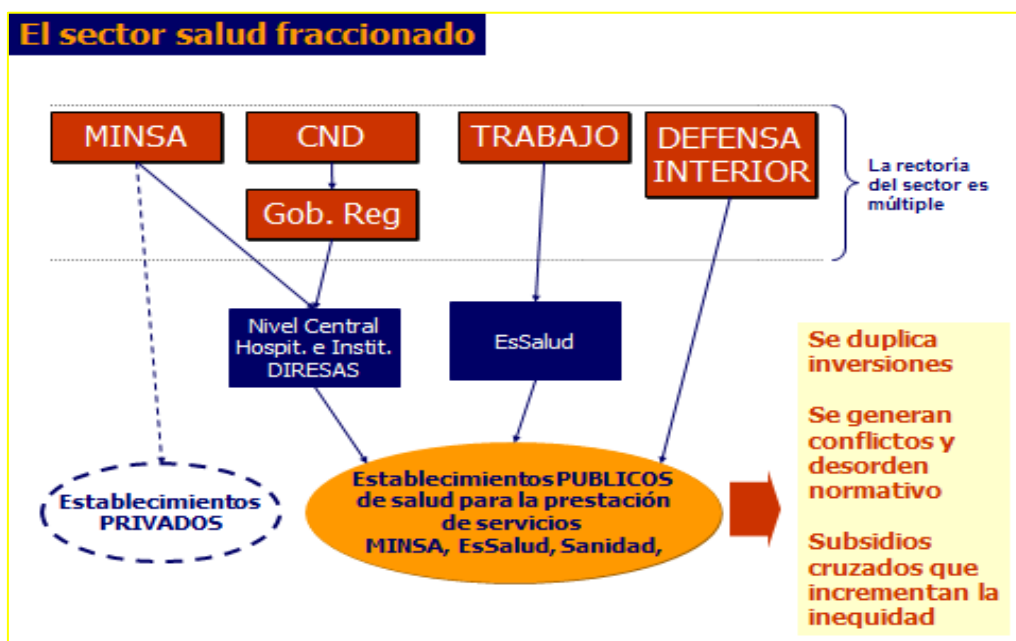 El sector salud fraccionado
MINSA
CND
TRABAJO
DEFENSA
INTERIOR
Gob. Reg
La rectoría
del sector es
múltiple
Nivel Central
Hospit. e Instit.
DIRESAS
EsSalud
Establecimientos
PRIVADOS
Establecimientos PUBLICOS
de salud para la prestación
de servicios
MINSA, EsSalud, Sanidad,
Se duplica
inversiones
Se generan
conflictos y
desorden
normativo
Subsidios
cruzados que
incrementan la
inequidad